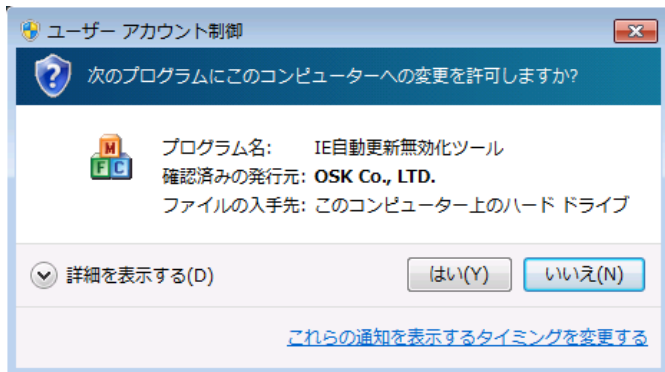 ユーザー アカウント制御
次のプログラムにこのコンピューターへの変更を許可しますか?
M
F C
プログラム名: IE自動更新無効化ツール
確認済みの発行元: OSK Co., LTD.
ファイルの入手先: このコンピューター上のハード ドライブ
詳細を表示する(D) はい(Y) いいえ(N)
これらの通知を表示するタイミングを変更する